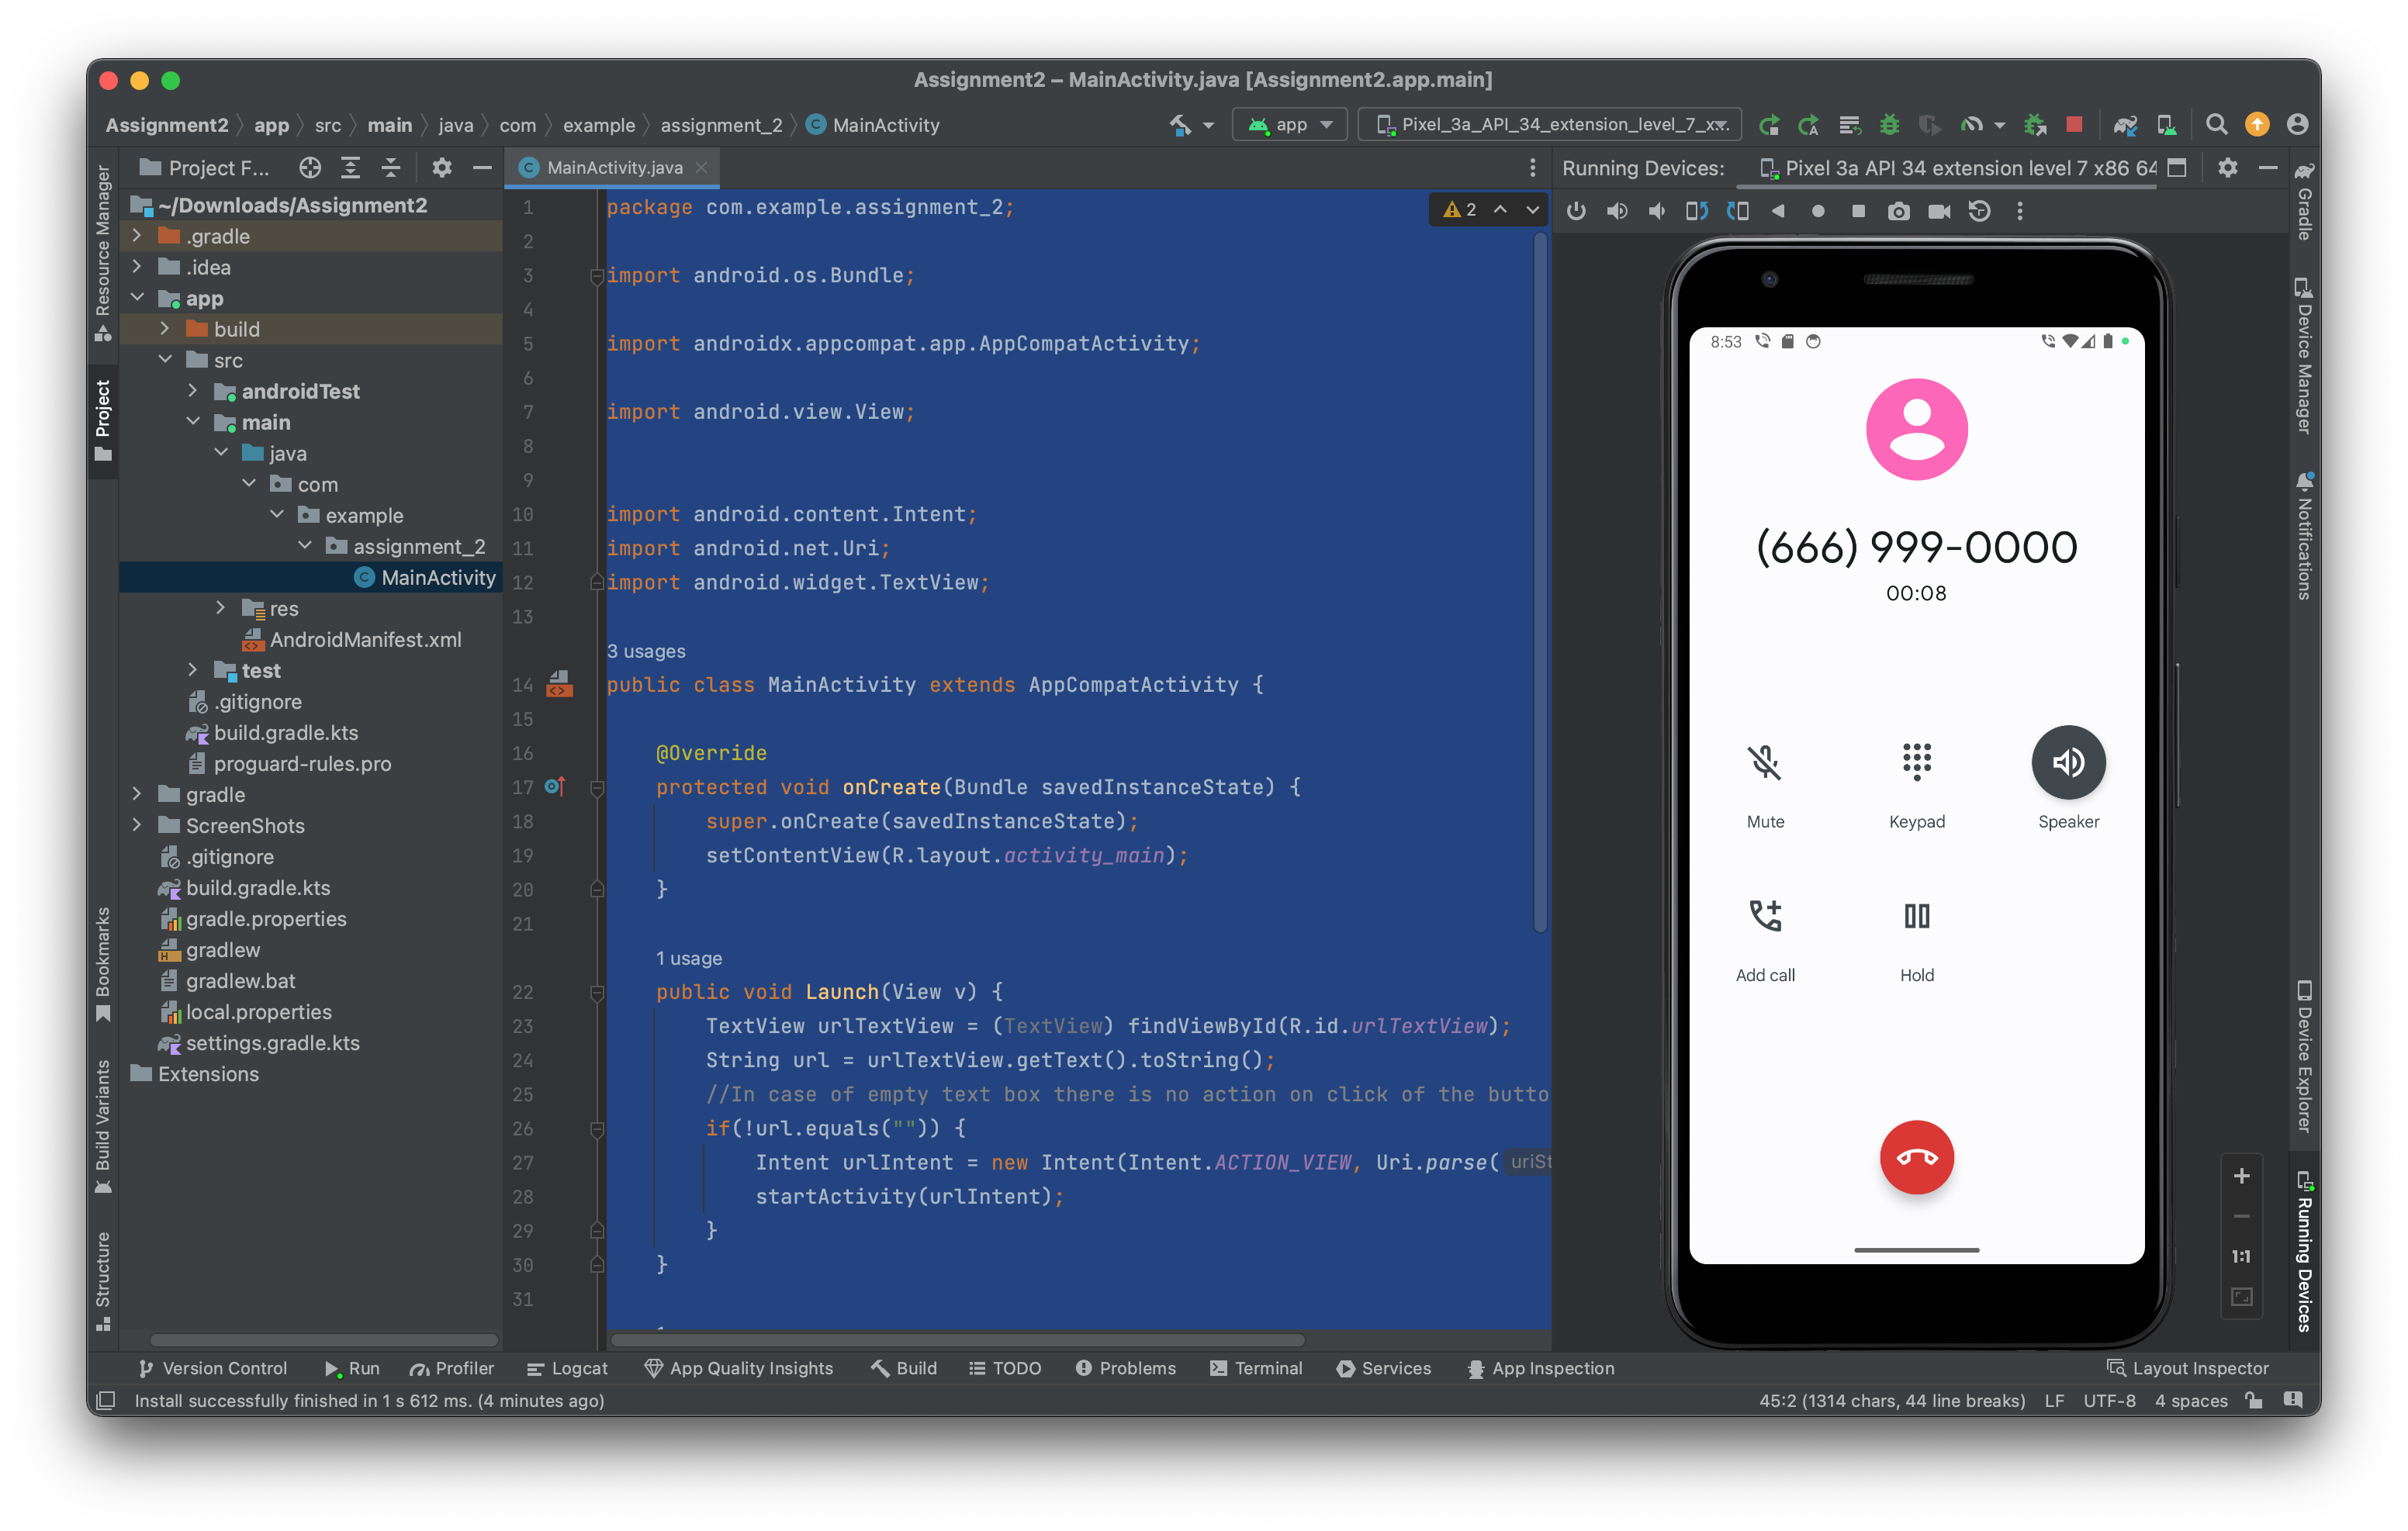 Assignment2 – MainActivity.java [Assignment2.app.main]
Assignment2 app src main java com example assignment_2 MainActivity
app Pixel_3a_API_34_extension_level_7_x...
Project F...
MainActivity.java
Running Devices: Pixel 3a API 34 extension level 7 x86 64
Resource Manager
Project
Bookmarks
Build Variants
Structure
~/Downloads/Assignment2
.gradle
.idea
app
build
src
androidTest
main
java
com
example
assignment_2
MainActivity
res
AndroidManifest.xml
test
.gitignore
build.gradle.kts
proguard-rules.pro
gradle
ScreenShots
.gitignore
build.gradle.kts
gradle.properties
gradlew
gradlew.bat
local.properties
settings.gradle.kts
Extensions
2
1 package com.example.assignment_2;
2
3 import android.os.Bundle;
4
5 import androidx.appcompat.app.AppCompatActivity;
6
7 import android.view.View;
8
9
10 import android.content.Intent;
11 import android.net.Uri;
12 import android.widget.TextView;
13
3 usages
14 public class MainActivity extends AppCompatActivity {
15
16 @Override
17 protected void onCreate(Bundle savedInstanceState) {
18 super.onCreate(savedInstanceState);
19 setContentView(R.layout.activity_main);
20 }
21
1 usage
22 public void Launch(View v) {
23 TextView urlTextView = (TextView) findViewById(R.id.urlTextView);
24 String url = urlTextView.getText().toString();
25 //In case of empty text box there is no action on click of the butto
26 if(!url.equals("")) {
27 Intent urlIntent = new Intent(Intent.ACTION_VIEW, Uri.parse( uriSt
28 startActivity(urlIntent);
29 }
30 }
31
8:53
(666) 999-0000
00:08
Mute Keypad Speaker
Add call Hold
1:1
Gradle
Device Manager
Notifications
Device Explorer
Running Devices
Version Control Run Profiler Logcat App Quality Insights Build TODO Problems Terminal Services App Inspection Layout Inspector
Install successfully finished in 1 s 612 ms. (4 minutes ago) 45:2 (1314 chars, 44 line breaks) LF UTF-8 4 spaces